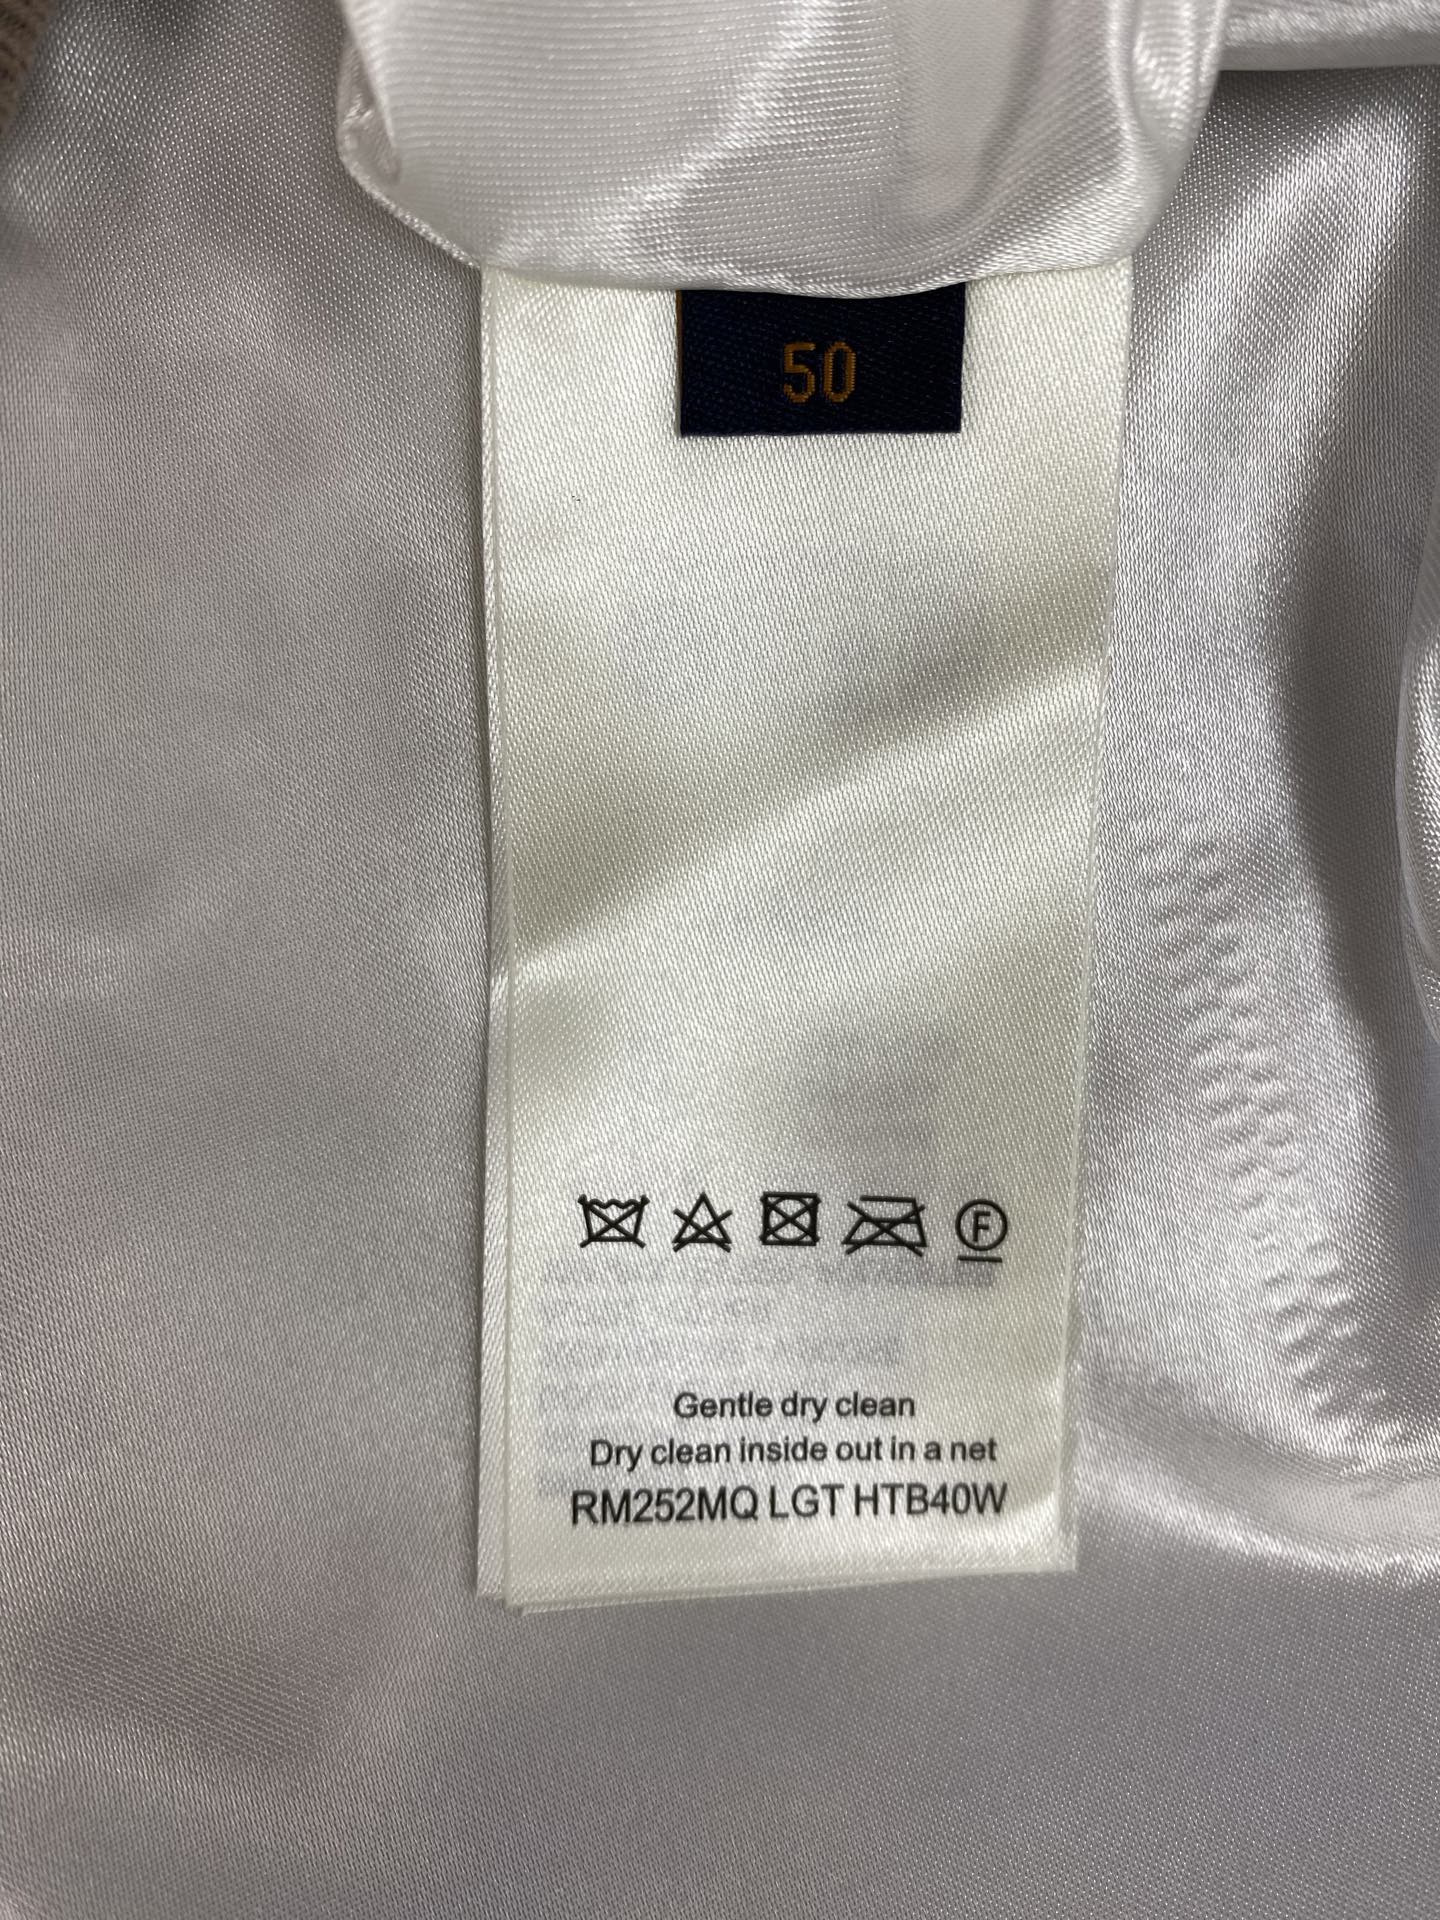 50
F
Gentle dry clean
Dry clean inside out in a net
RM252MQ LGT HTB40W